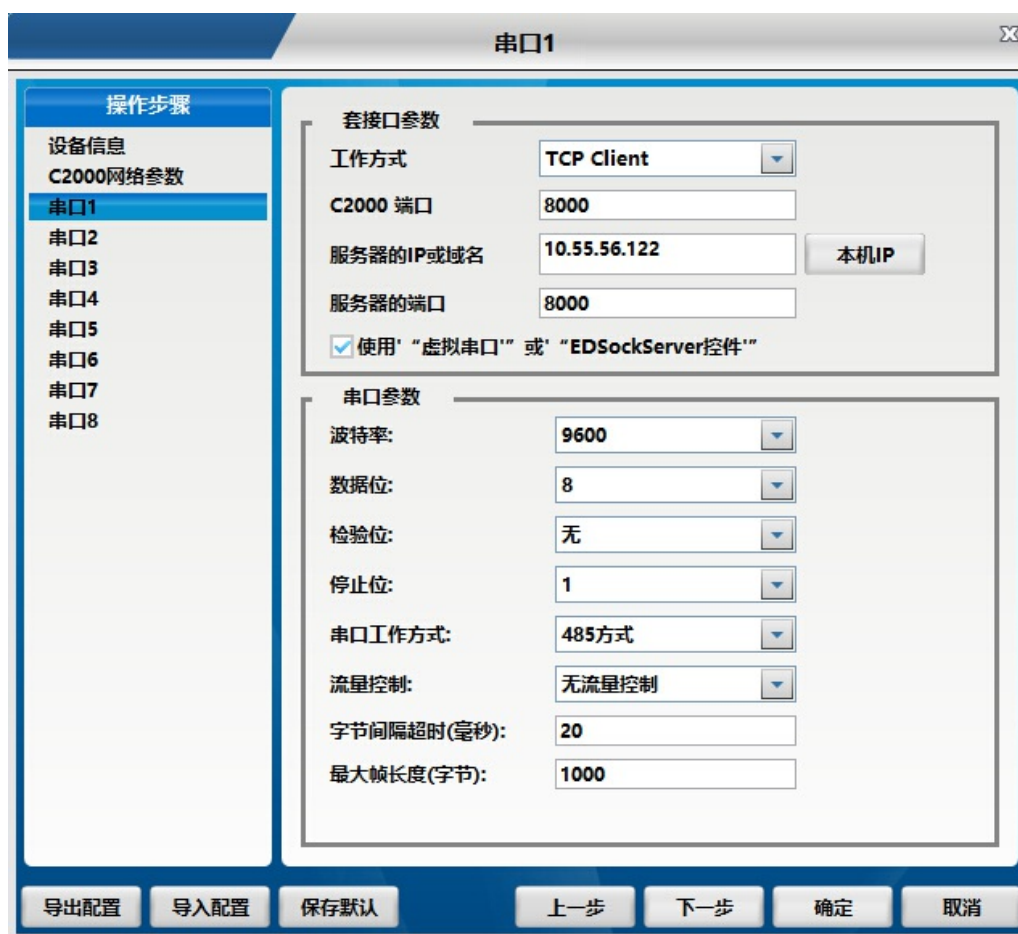 串口1
操作步骤
设备信息
C2000网络参数
串口1
串口2
串口3
串口4
串口5
串口6
串口7
串口8
套接口参数
工作方式 TCP Client
C2000 端口 8000
服务器的IP或域名 10.55.56.122 本机IP
服务器的端口 8000
使用' “虚拟串口'” 或' “EDSockServer控件'”
串口参数
波特率: 9600
数据位: 8
检验位: 无
停止位: 1
串口工作方式: 485方式
流量控制: 无流量控制
字节间隔超时(毫秒): 20
最大帧长度(字节): 1000
导出配置 导入配置 保存默认 上一步 下一步 确定 取消